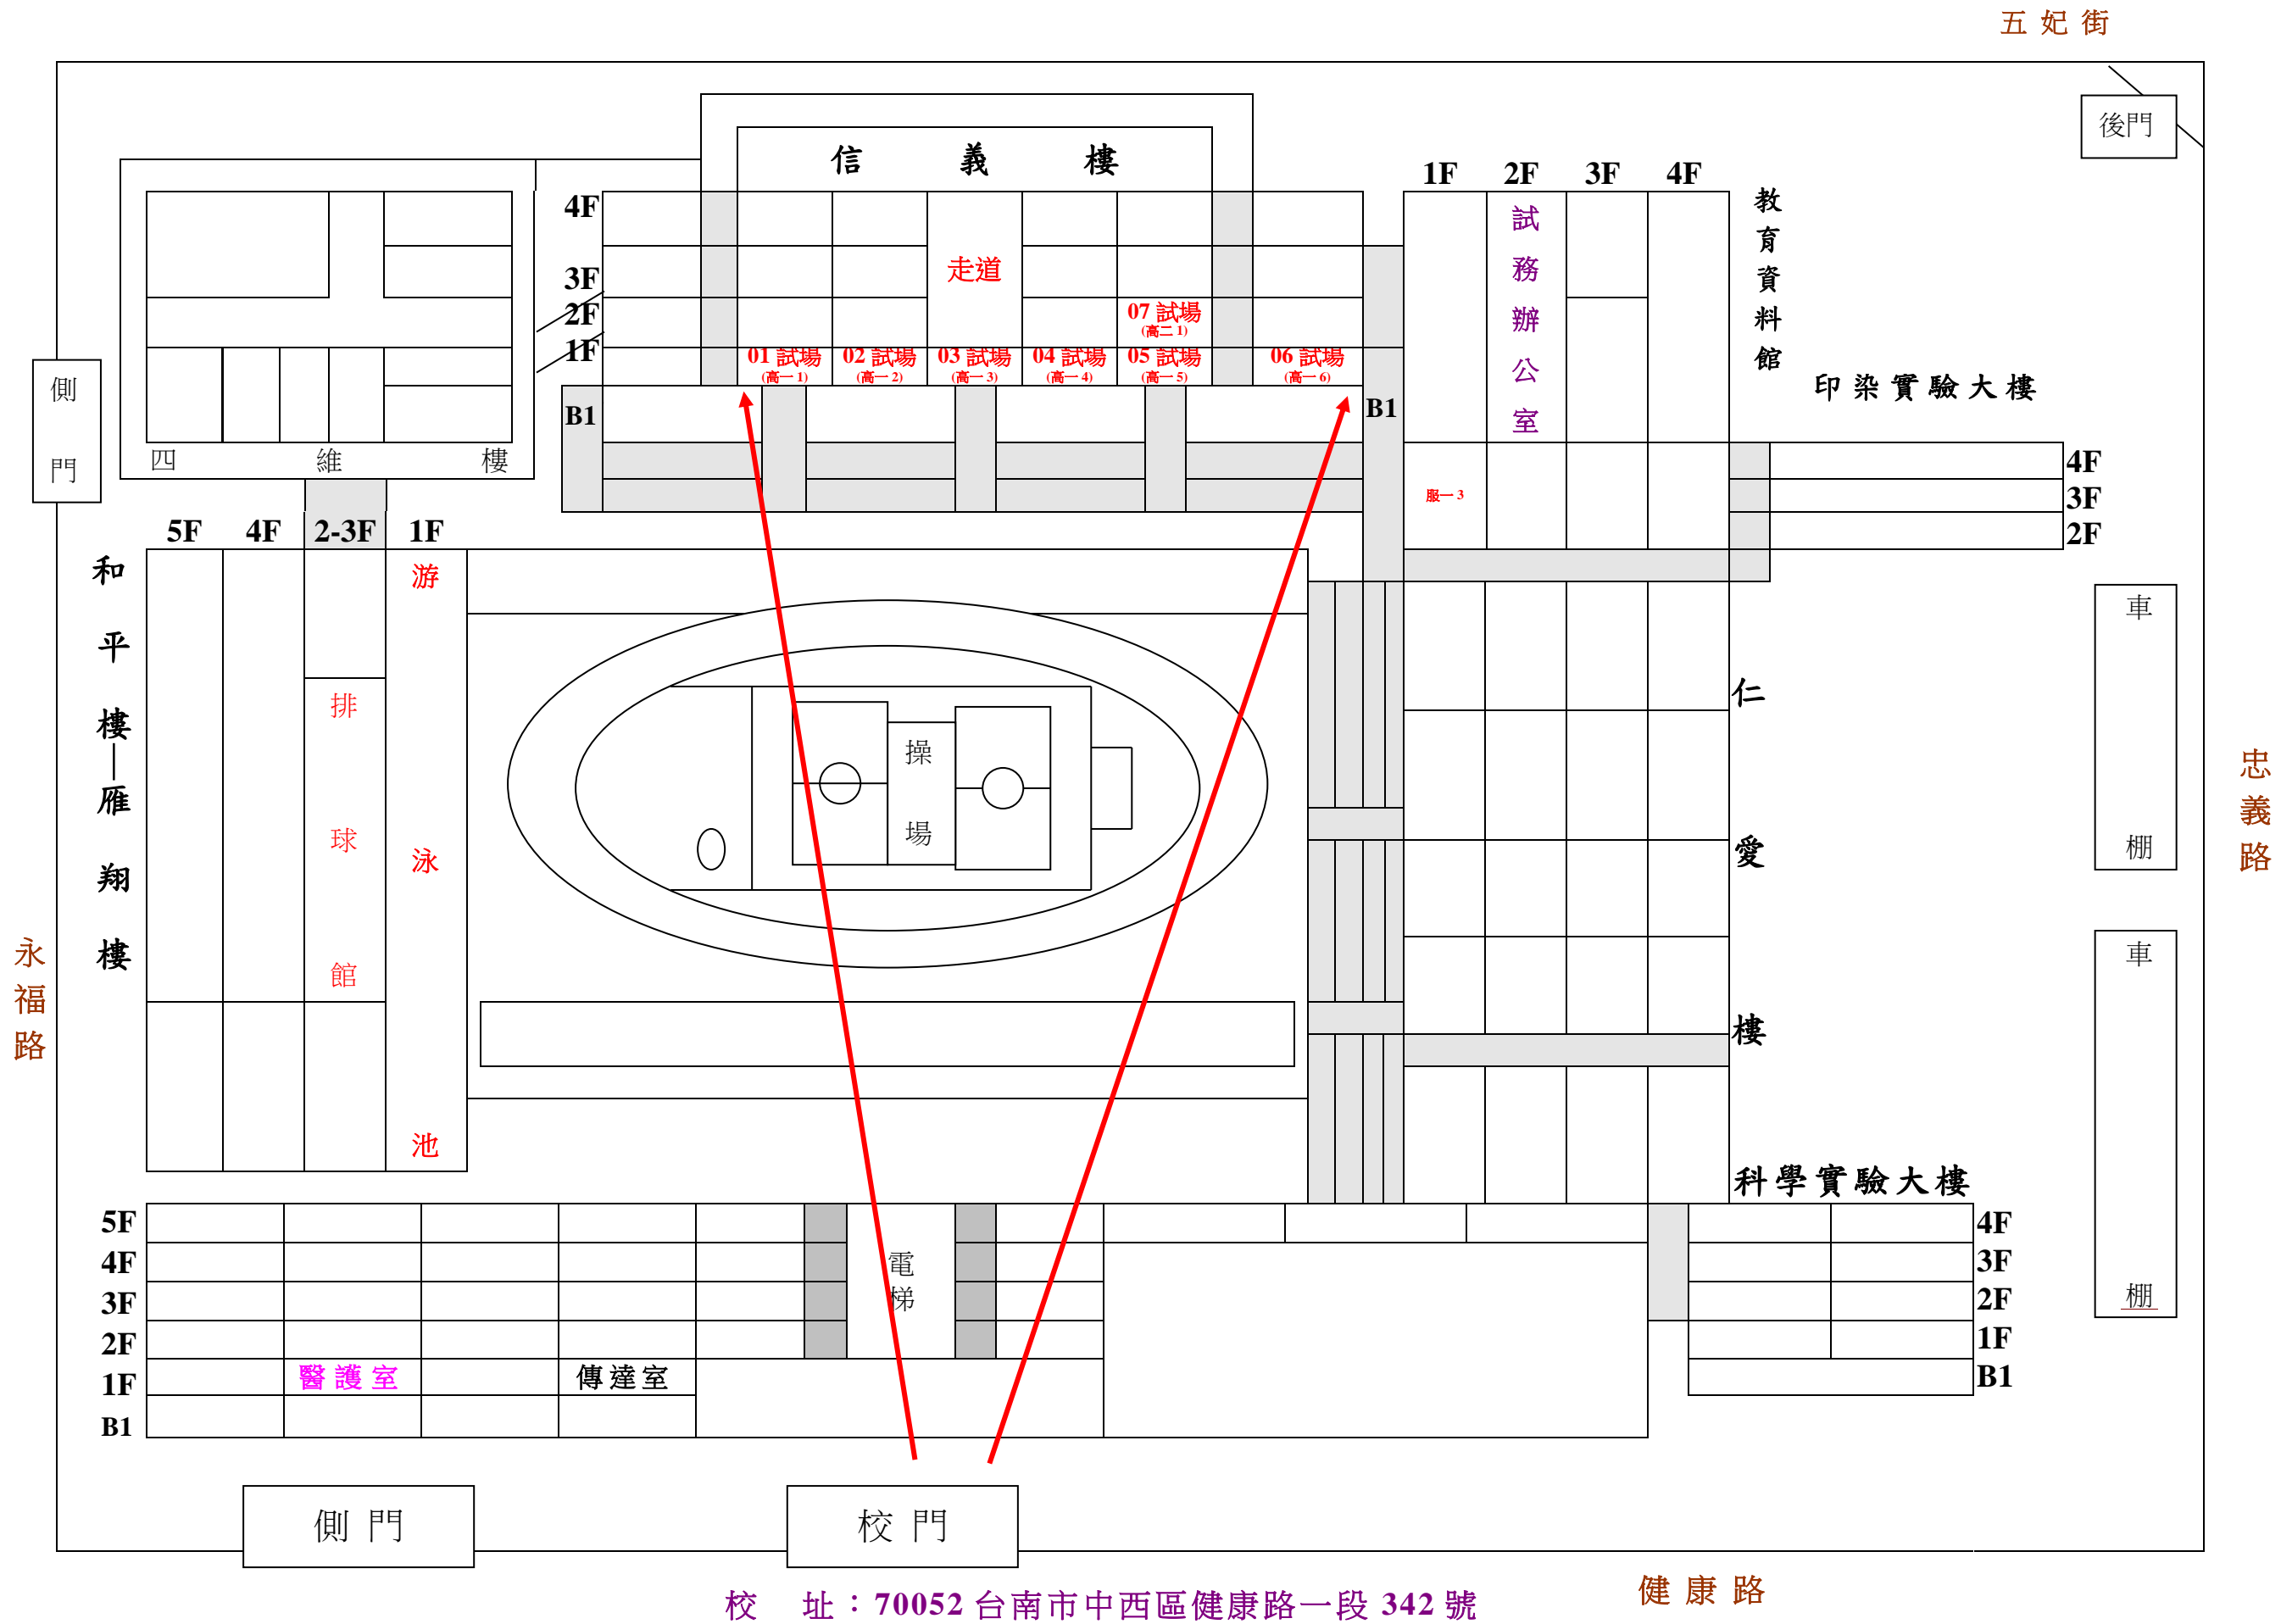 五妃街
後門
信義樓
1F 2F 3F 4F
教育資料館
4F
3F
2F
1F
走道
試務辦公室
07 試場
(高二 1)
01 試場 02 試場 03 試場 04 試場 05 試場 06 試場
(高一 1) (高一 2) (高一 3) (高一 4) (高一 5) (高一 6)
側門
B1
B1
印染實驗大樓
四維樓
服一 3
4F
3F
2F
5F 4F 2-3F 1F
和平樓—雁翔樓
游泳池
排球館
操場
仁愛樓
車棚
車棚
忠義路
永福路
科學實驗大樓
5F
4F
3F
2F
1F
B1
電梯
醫護室
傳達室
4F
3F
2F
1F
B1
側門
校門
健康路
校 址：70052 台南市中西區健康路一段 342 號